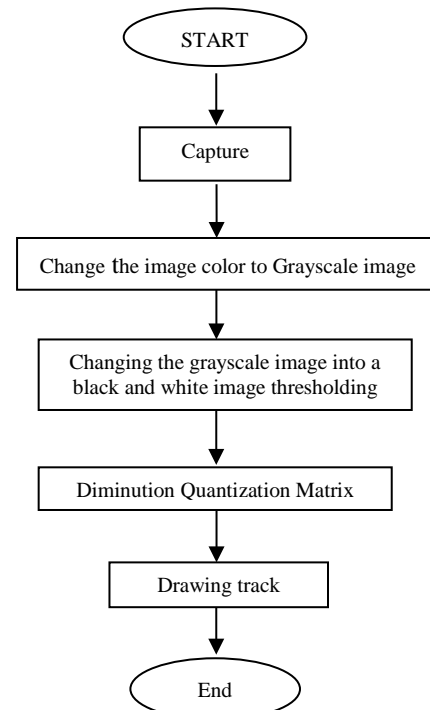 START
Capture
Change the image color to Grayscale image
Changing the grayscale image into a
black and white image thresholding
Diminution Quantization Matrix
Drawing track
End